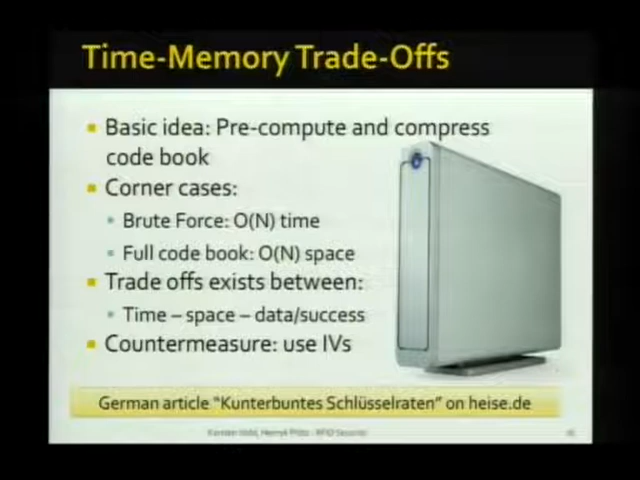 Time-Memory Trade-Offs
Basic idea: Pre-compute and compress
code book
Corner cases:
Brute Force: O(N) time
Full code book: O(N) space
Trade offs exists between:
Time – space – data/success
Countermeasure: use IVs
German article “Kunterbuntes Schlüsselraten” on heise.de